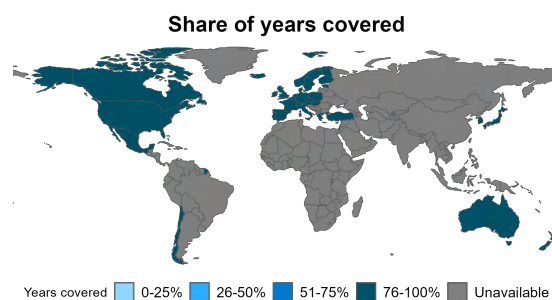 Share of years covered
Years covered 0-25% 26-50% 51-75% 76-100% Unavailable